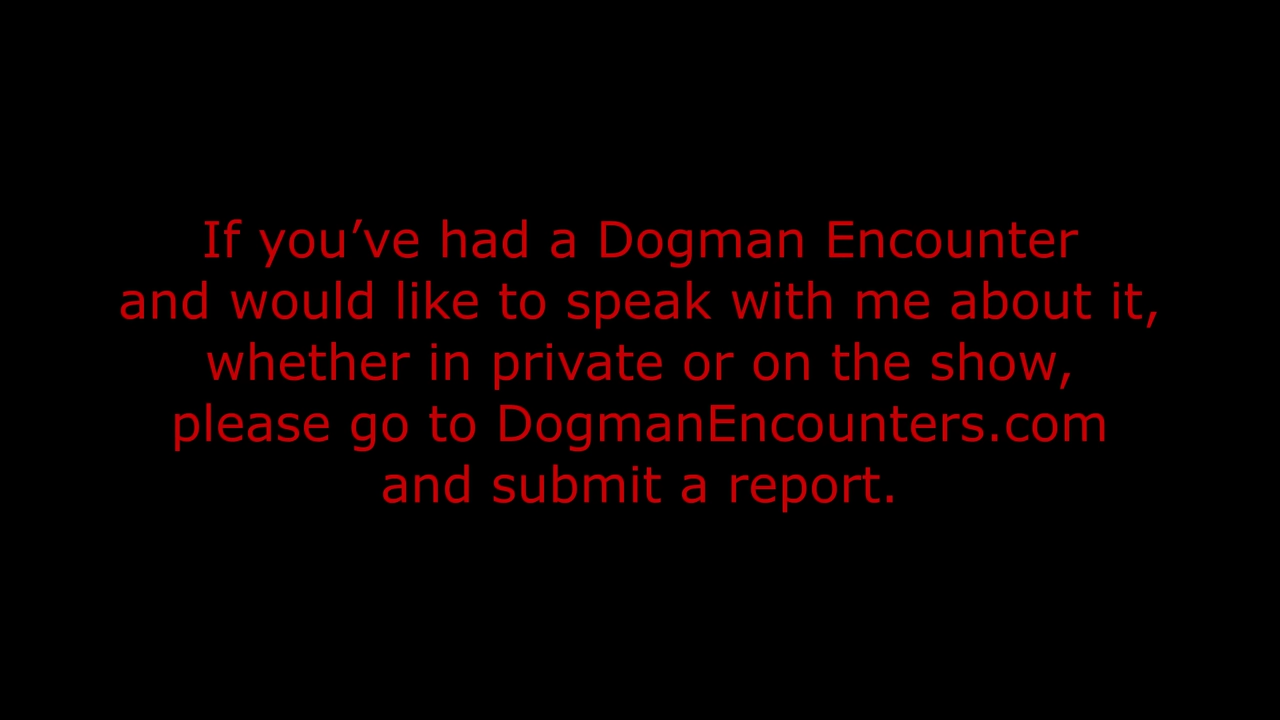 If you’ve had a Dogman Encounter
and would like to speak with me about it,
whether in private or on the show,
please go to DogmanEncounters.com
and submit a report.